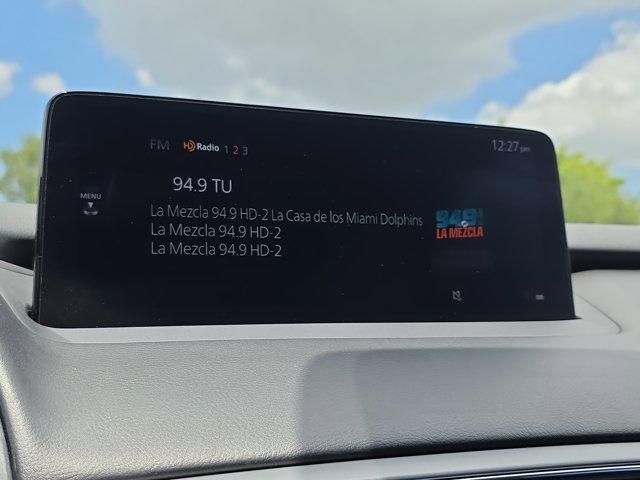 FM HD Radio 1 2 3 12:27 pm
94.9 TU
MENU
La Mezcla 94.9 HD-2 La Casa de los Miami Dolphins
La Mezcla 94.9 HD-2
La Mezcla 94.9 HD-2
949
LA MEZCLA